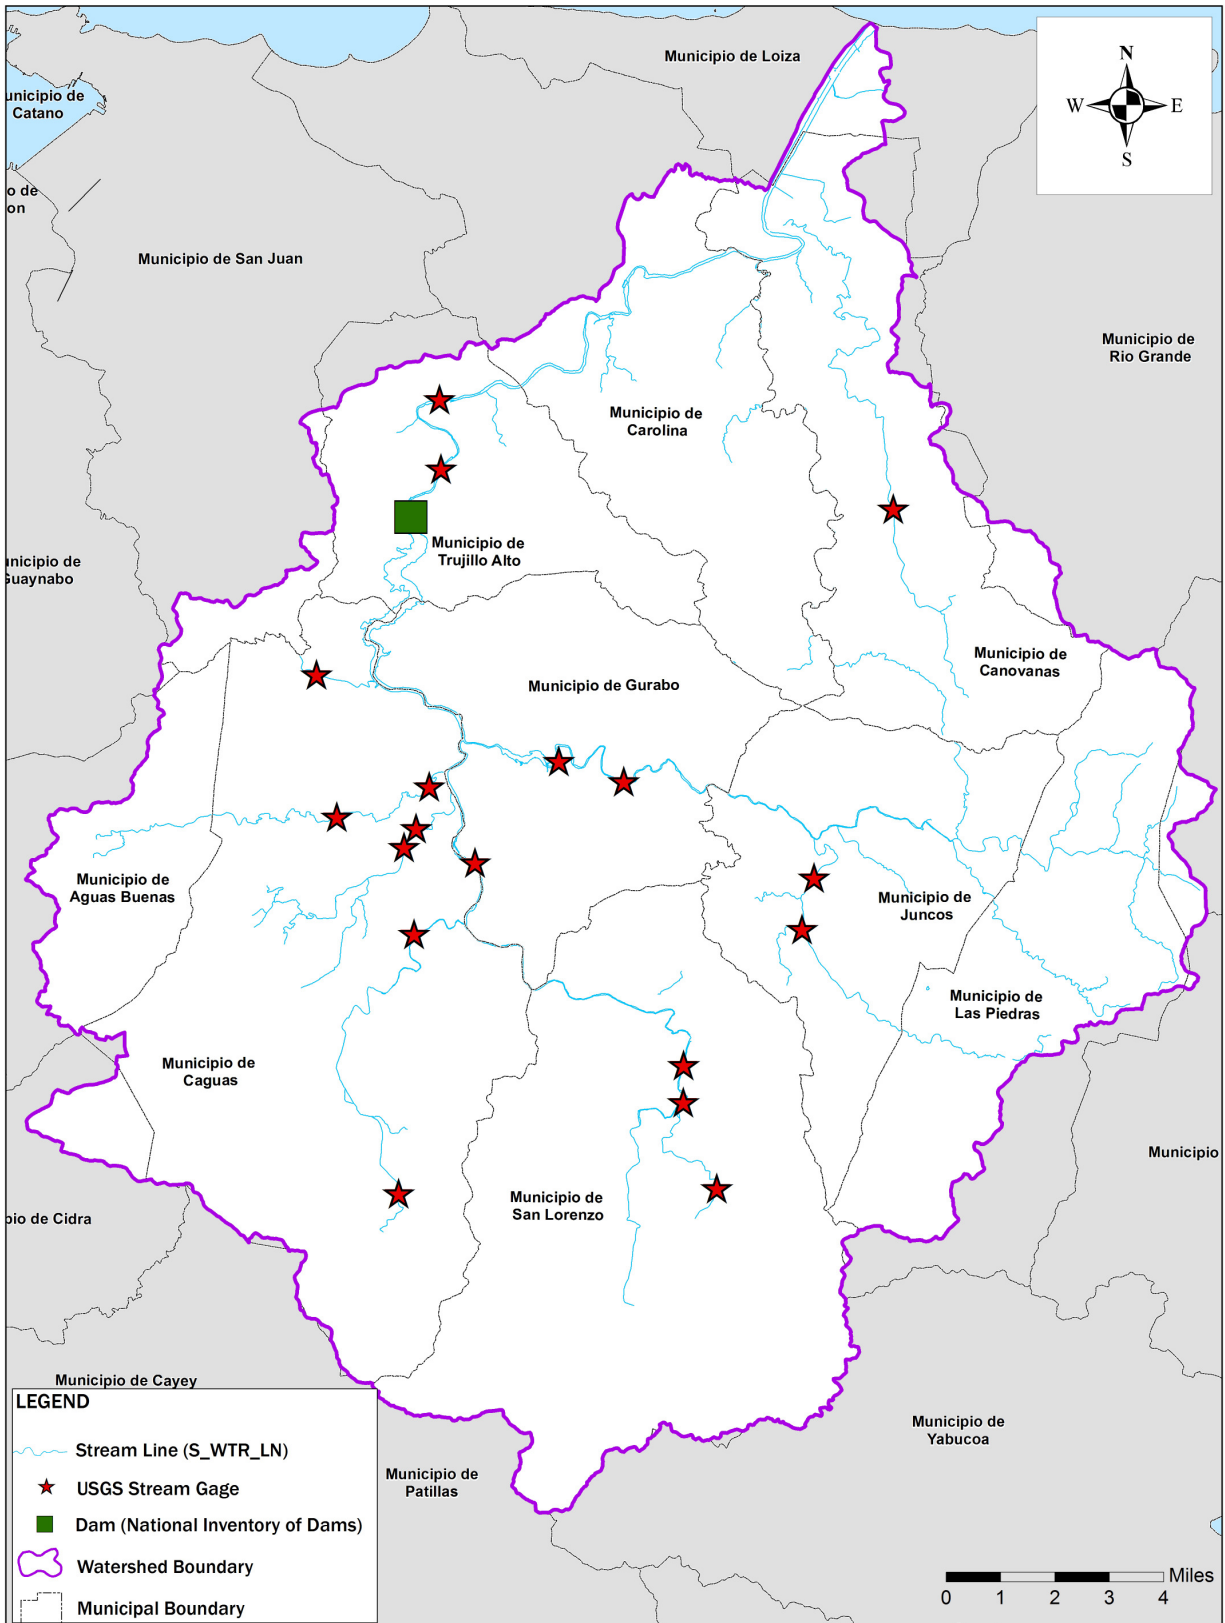 Municipio de Loiza
N
W
E
S
unicipio de
Catano
o de
on
Municipio de San Juan
Municipio de
Rio Grande
Municipio de
Carolina
Municipio de
Trujillo Alto
unicipio de
Guaynabo
Municipio de
Canovanas
Municipio de Gurabo
Municipio de
Aguas Buenas
Municipio de
Juncos
Municipio de
Las Piedras
Municipio de
Caguas
Municipio
Municipio de
San Lorenzo
pio de Cidra
Municipio de Cayey
Municipio de
Yabucoa
Municipio de
Patillas
LEGEND
Stream Line (S_WTR_LN)
USGS Stream Gage
Dam (National Inventory of Dams)
Watershed Boundary
Municipal Boundary
Miles
0 1 2 3 4